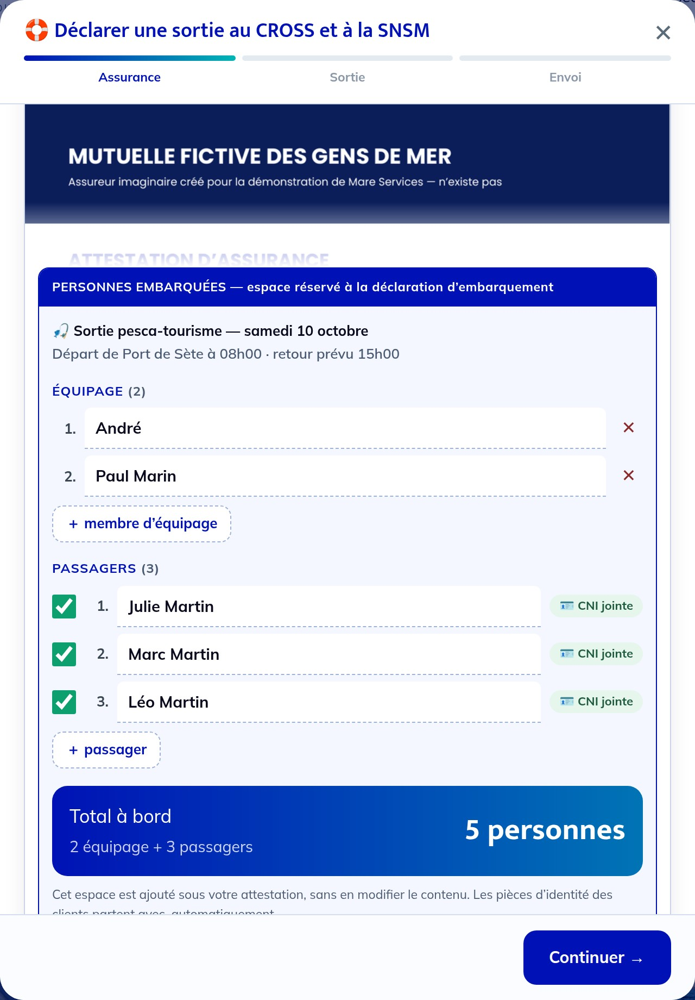 Déclarer une sortie au CROSS et à la SNSM
Assurance
Sortie
Envoi
MUTUELLE FICTIVE DES GENS DE MER
Assureur imaginaire créé pour la démonstration de Mare Services — n’existe pas
ATTESTATION D’ASSURANCE
PERSONNES EMBARQUÉES — espace réservé à la déclaration d’embarquement
Sortie pesca-tourisme — samedi 10 octobre
Départ de Port de Sète à 08h00 · retour prévu 15h00
ÉQUIPAGE (2)
1. André
2. Paul Marin
+ membre d’équipage
PASSAGERS (3)
1. Julie Martin CNI jointe
2. Marc Martin CNI jointe
3. Léo Martin CNI jointe
+ passager
Total à bord
2 équipage + 3 passagers
5 personnes
Cet espace est ajouté sous votre attestation, sans en modifier le contenu. Les pièces d’identité des
clients partent avec, automatiquement.
Continuer →